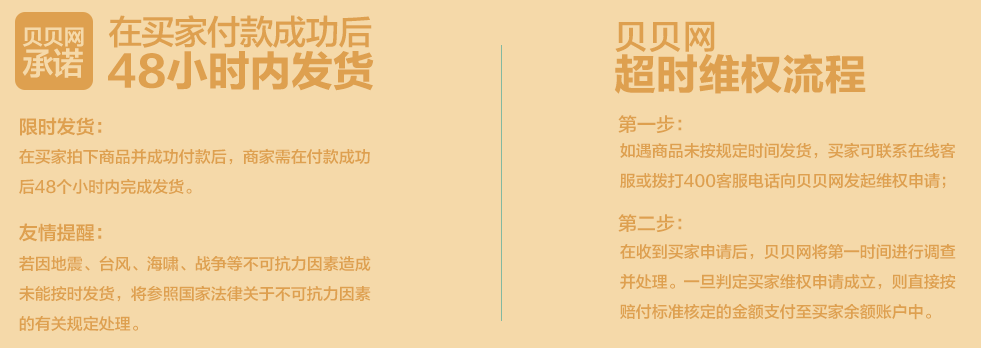 贝贝网
承诺
在买家付款成功后
48小时内发货
限时发货：
在买家拍下商品并成功付款后，商家需在付款成功
后48个小时内完成发货。
友情提醒：
若因地震、台风、海啸、战争等不可抗力因素造成
未能按时发货，将参照国家法律关于不可抗力因素
的有关规定处理。
贝贝网
超时维权流程
第一步：
如遇商品未按规定时间发货，买家可联系在线客
服或拨打400客服电话向贝贝网发起维权申请；
第二步：
在收到买家申请后，贝贝网将第一时间进行调查
并处理。一旦判定买家维权申请成立，则直接按
赔付标准核定的金额支付至买家余额账户中。